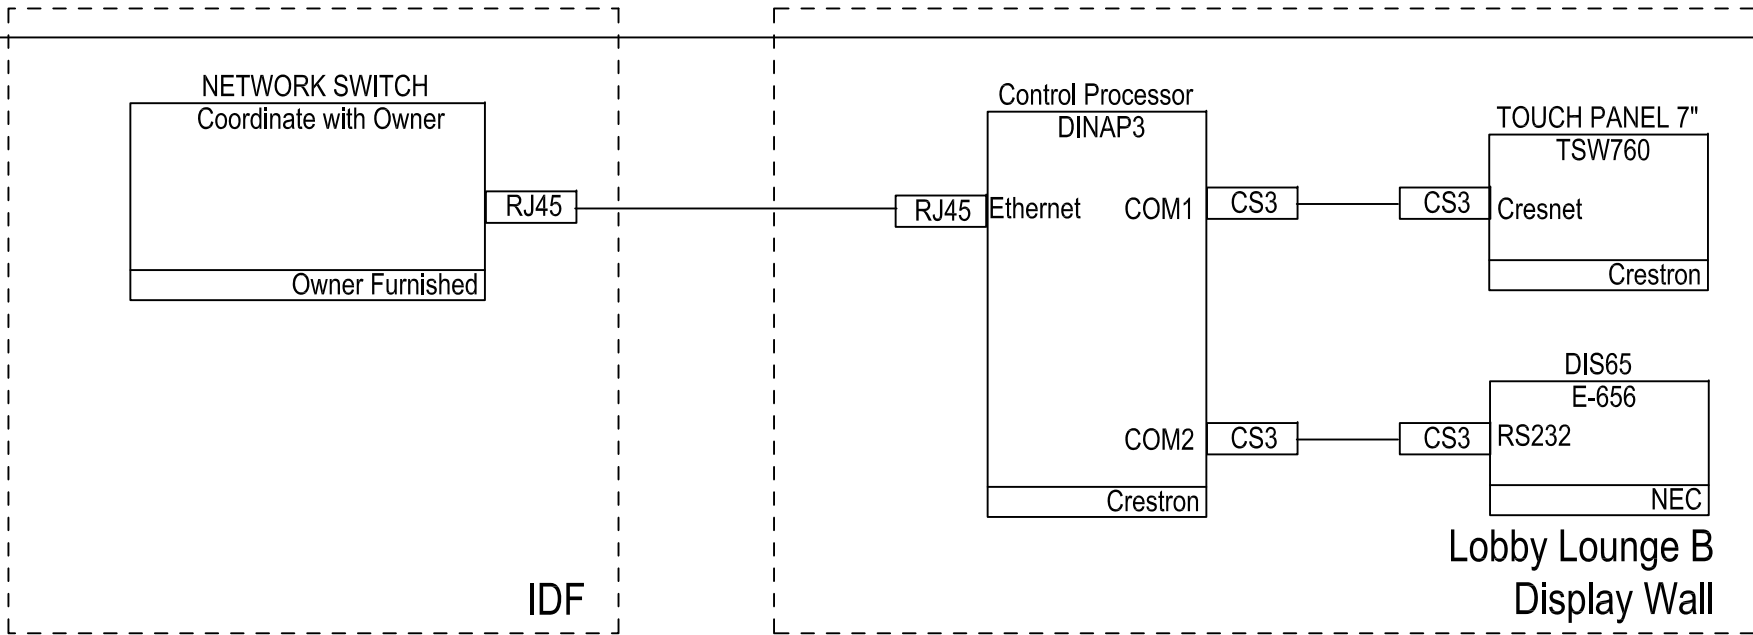 NETWORK SWITCH
Coordinate with Owner
RJ45
Owner Furnished
IDF
Control Processor
DINAP3
RJ45
Ethernet
COM1
CS3
COM2
CS3
Crestron
TOUCH PANEL 7"
TSW760
CS3
Cresnet
Crestron
DIS65
E-656
CS3
RS232
NEC
Lobby Lounge B
Display Wall